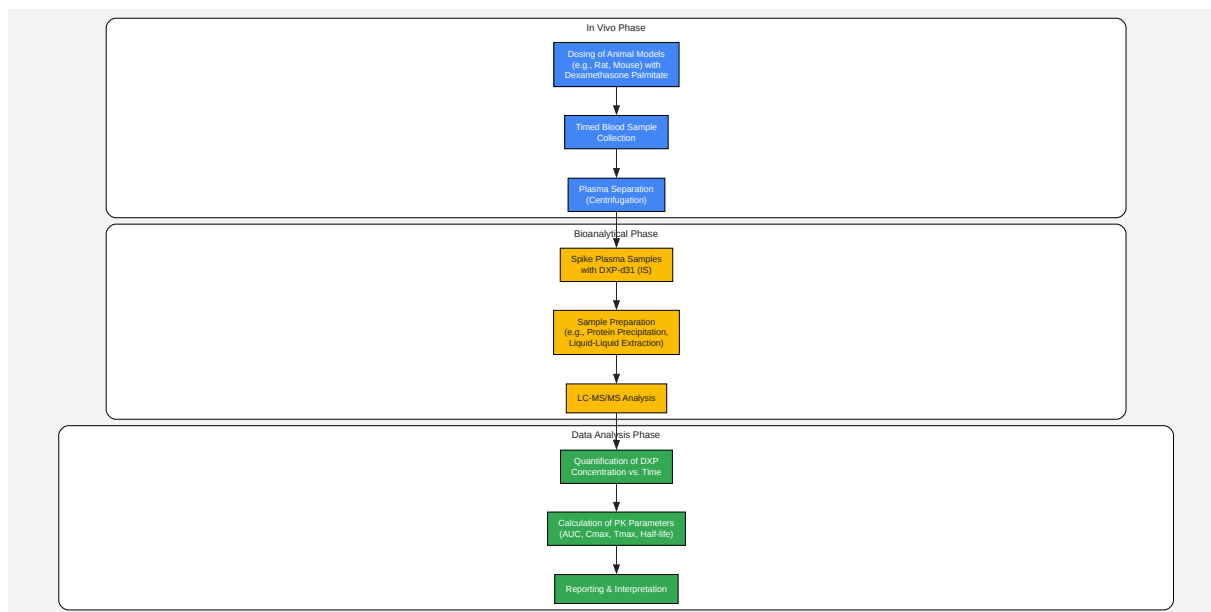 In Vivo Phase
Dosing of Animal Models
(e.g., Rat, Mouse) with
Dexamethasone Palmitate
Timed Blood Sample
Collection
Plasma Separation
(Centrifugation)
Bioanalytical Phase
Spike Plasma Samples
with DXP-d31 (IS)
Sample Preparation
(e.g., Protein Precipitation,
Liquid-Liquid Extraction)
LC-MS/MS Analysis
Data Analysis Phase
Quantification of DXP
Concentration vs. Time
Calculation of PK Parameters
(AUC, Cmax, Tmax, Half-life)
Reporting & Interpretation